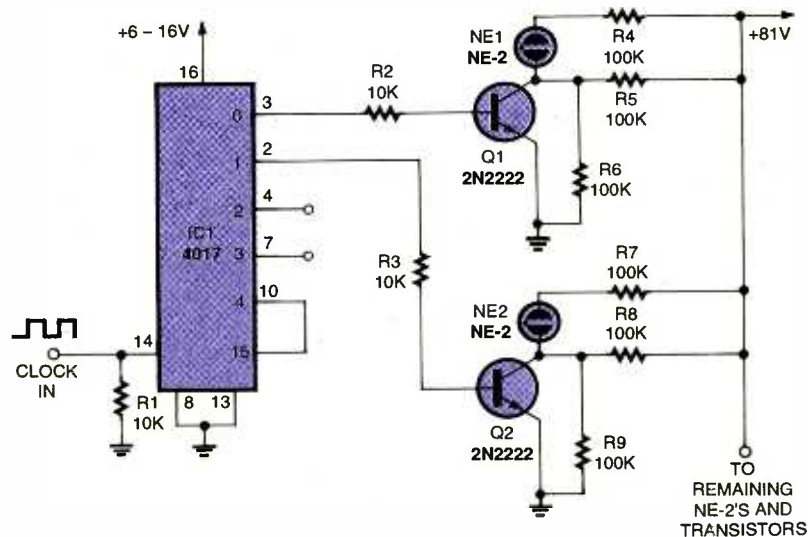 +6 – 16V
16
IC1
4017
0
3
1
2
2
4
3
7
4
10
15
14
8
13
CLOCK
IN
R1
10K
R2
10K
R3
10K
NE1
NE-2
Q1
2N2222
R4
100K
R5
100K
R6
100K
+81V
NE2
NE-2
Q2
2N2222
R7
100K
R8
100K
R9
100K
TO
REMAINING
NE-2'S AND
TRANSISTORS